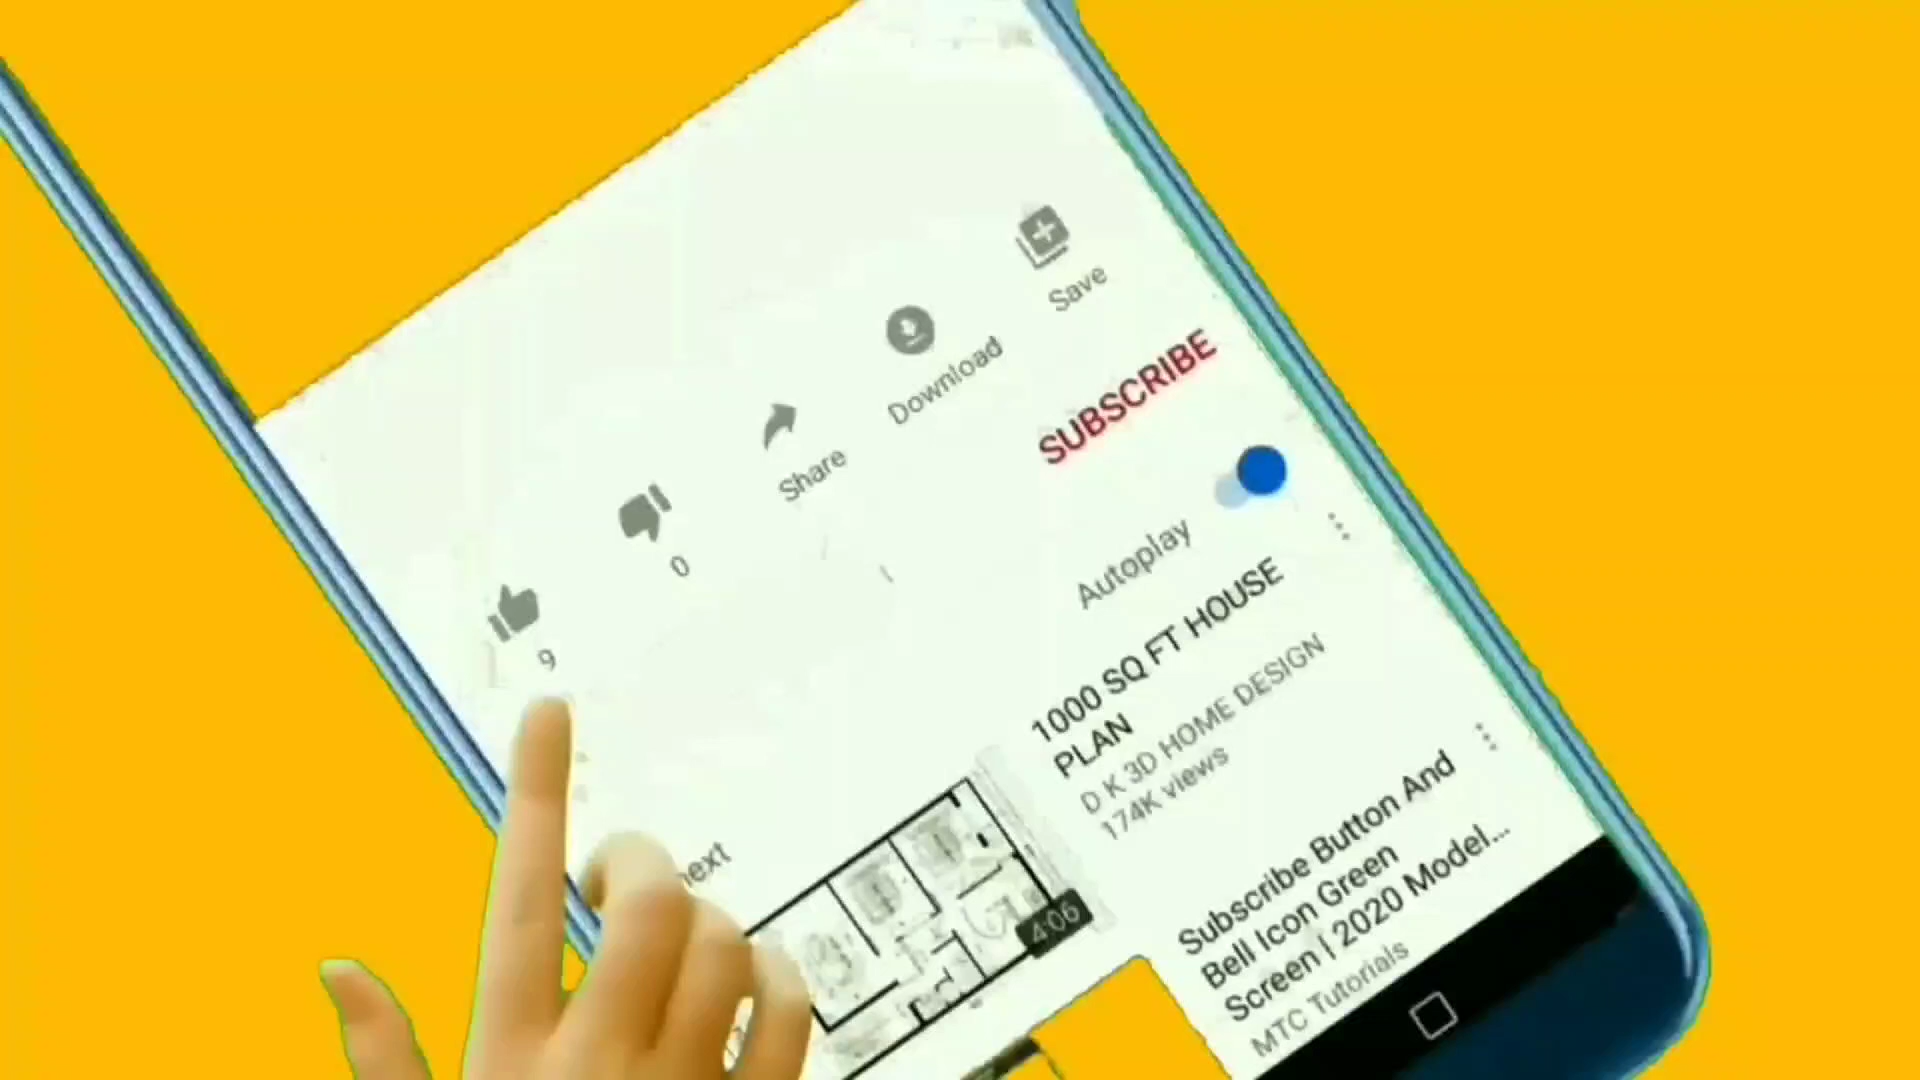 9
0
Share
Download
Save
SUBSCRIBE
next
Autoplay
1000 SQ FT HOUSE
PLAN
D K 3D HOME DESIGN
174K views
4:06
Subscribe Button And
Bell Icon Green
Screen | 2020 Model...
MTC Tutorials